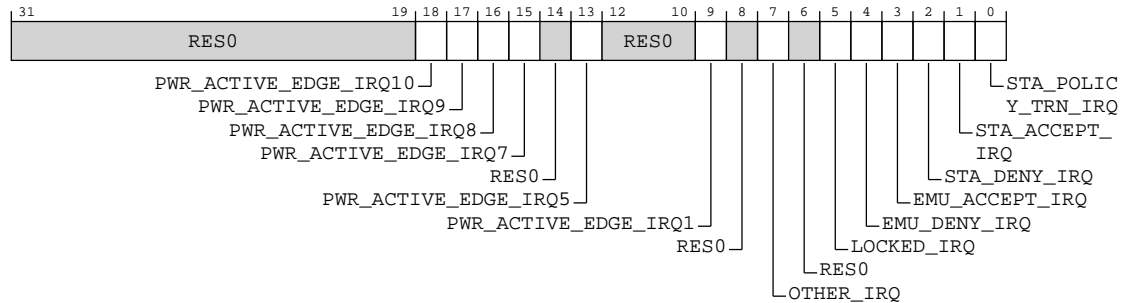 31 19 18 17 16 15 14 13 12 10 9 8 7 6 5 4 3 2 1 0
RES0 RES0
PWR_ACTIVE_EDGE_IRQ10 STA_POLIC
PWR_ACTIVE_EDGE_IRQ9 Y_TRN_IRQ
PWR_ACTIVE_EDGE_IRQ8 STA_ACCEPT_
PWR_ACTIVE_EDGE_IRQ7 IRQ
RES0 STA_DENY_IRQ
PWR_ACTIVE_EDGE_IRQ5 EMU_ACCEPT_IRQ
PWR_ACTIVE_EDGE_IRQ1 EMU_DENY_IRQ
RES0 LOCKED_IRQ
RES0
OTHER_IRQ